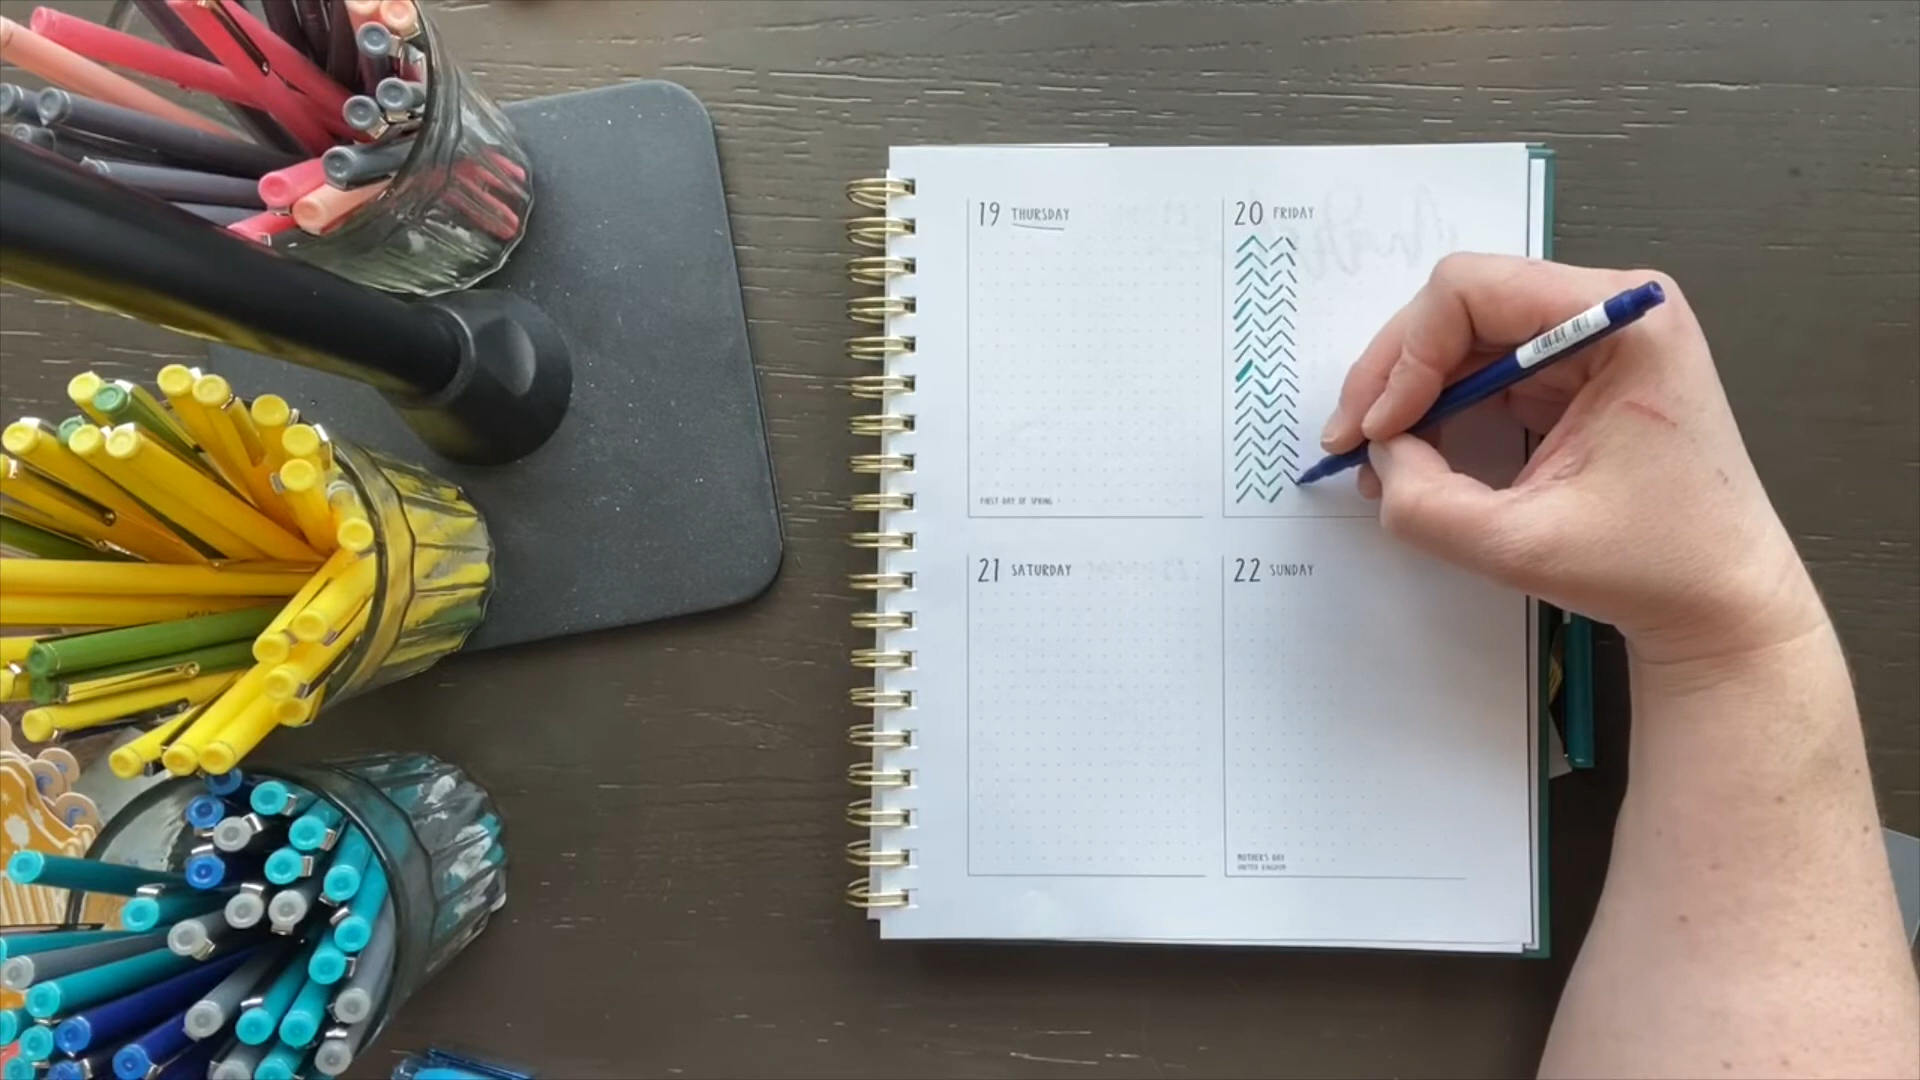 19 THURSDAY
FIRST DAY OF SPRING
20 FRIDAY
21 SATURDAY
22 SUNDAY
MOTHER'S DAY
UNITED KINGDOM